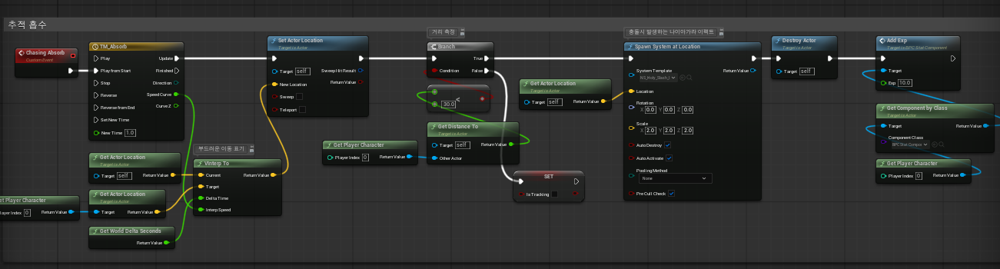 추적 흡수
Chasing Absorb
Custom Event
TM_Absorb
Play
Update
Play from Start
Finished
Stop
Direction
Reverse
Speed Curve
Reverse from End
Curve Z
Set New Time
New Time 1.0
Get Actor Location
Target is Actor
Target self
Return Value
Get Actor Location
Target is Actor
Target
Return Value
et Player Character
layer Index 0
Return Value
Get World Delta Seconds
Return Value
부드러운 이동 표기
VInterp To
Current
Return Value
Target
Delta Time
Interp Speed
Set Actor Location
Target is Actor
Target self
Sweep Hit Result
New Location
Return Value
Sweep
Teleport
거리 측정
Branch
True
Condition
False
<
30.0
Get Distance To
Target is Actor
Target self
Return Value
Other Actor
Get Player Character
Player Index 0
Return Value
Get Actor Location
Target is Actor
Target self
Return Value
SET
Is Tracking
충돌시 발생하는 나이아가라 이펙트
Spawn System at Location
System Template
Return Value
NS_Holy_Slash_I
Location
Rotation
X 0.0 Y 0.0 Z 0.0
Scale
X 2.0 Y 2.0 Z 2.0
Auto Destroy
Auto Activate
Pooling Method
None
Pre Cull Check
Destroy Actor
Target is Actor
Target self
Add Exp
Target is BPC Stat Component
Target
Exp 10.0
Get Component by Class
Target is Actor
Target
Return Value
Component Class
BPC Stat Compo
Get Player Character
Player Index 0
Return Value